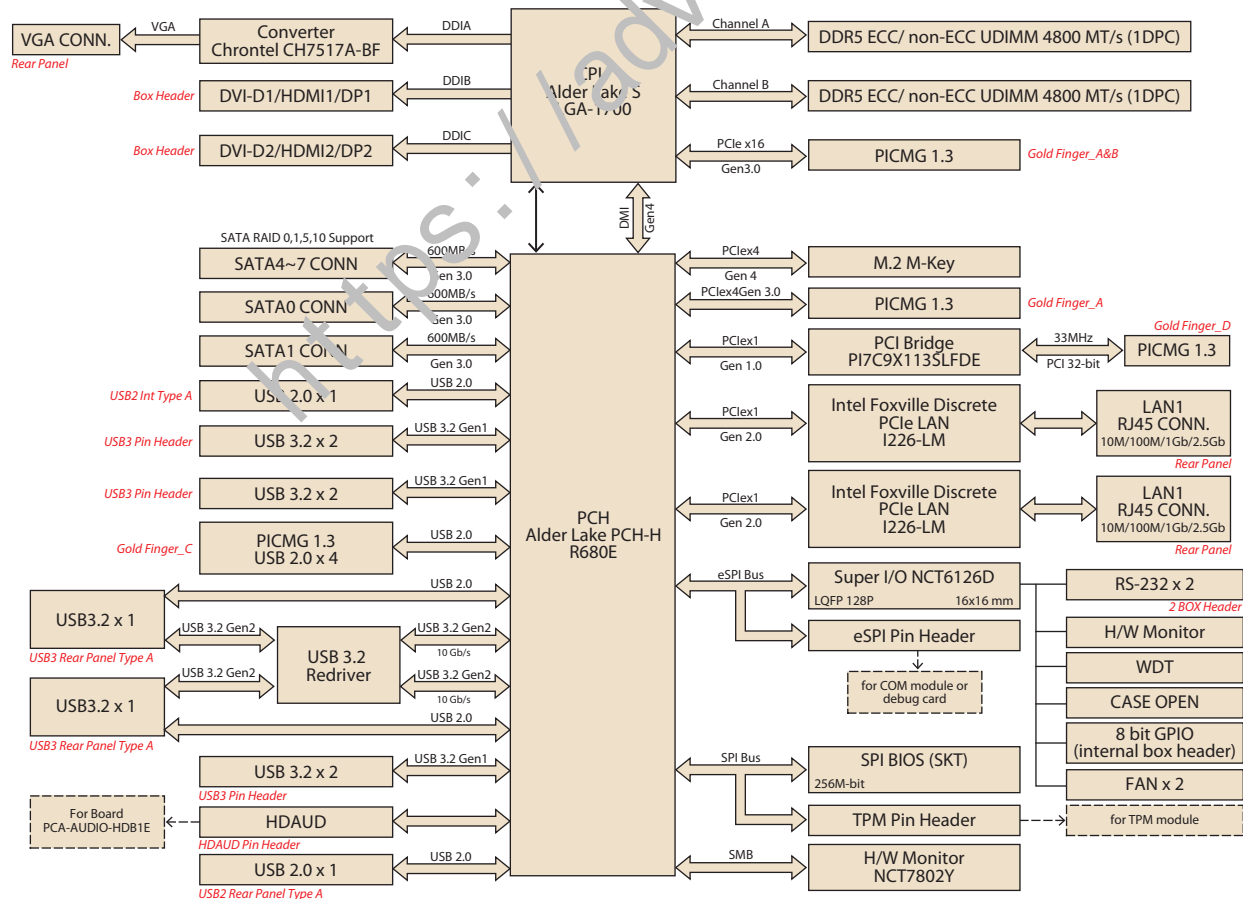 VGA CONN.
Rear Panel
VGA
Converter
Chrontel CH7517A-BF
DDIA
Box Header
DVI-D1/HDMI1/DP1
DDIB
Box Header
DVI-D2/HDMI2/DP2
DDIC
Alder Lake S
Channel A
DDR5 ECC/ non-ECC UDIMM 4800 MT/s (1DPC)
Channel B
DDR5 ECC/ non-ECC UDIMM 4800 MT/s (1DPC)
PCIe x16
Gen3.0
PICMG 1.3
Gold Finger_A&B
DMI
Gen4
https://adv
SATA RAID 0,1,5,10 Support
SATA4~7 CONN
600MB/s
Gen 3.0
SATA0 CONN
600MB/s
Gen 3.0
SATA1 CONN
600MB/s
Gen 3.0
USB2 Int Type A
USB 2.0 x 1
USB 2.0
USB3 Pin Header
USB 3.2 x 2
USB 3.2 Gen1
USB3 Pin Header
USB 3.2 x 2
USB 3.2 Gen1
Gold Finger_C
PICMG 1.3
USB 2.0 x 4
USB 2.0
USB3.2 x 1
USB3 Rear Panel Type A
USB 2.0
USB 3.2 Gen2
USB 3.2
Redriver
USB 3.2 Gen2
10 Gb/s
USB3.2 x 1
USB3 Rear Panel Type A
USB 3.2 Gen2
USB 3.2 Gen2
10 Gb/s
USB 2.0
USB 3.2 x 2
USB3 Pin Header
USB 3.2 Gen1
For Board
PCA-AUDIO-HDB1E
HDAUD
HDAUD Pin Header
USB 2.0 x 1
USB2 Rear Panel Type A
USB 2.0
PCH
Alder Lake PCH-H
R680E
PCIex4
Gen 4
M.2 M-Key
PCIex4Gen 3.0
PICMG 1.3
Gold Finger_A
PCIex1
Gen 1.0
PCI Bridge
PI7C9X113SLFDE
33MHz
PCI 32-bit
Gold Finger_D
PICMG 1.3
PCIex1
Gen 2.0
Intel Foxville Discrete
PCIe LAN
I226-LM
LAN1
RJ45 CONN.
10M/100M/1Gb/2.5Gb
Rear Panel
PCIex1
Gen 2.0
Intel Foxville Discrete
PCIe LAN
I226-LM
LAN1
RJ45 CONN.
10M/100M/1Gb/2.5Gb
Rear Panel
eSPI Bus
Super I/O NCT6126D
LQFP 128P 16x16 mm
eSPI Pin Header
for COM module or
debug card
RS-232 x 2
2 BOX Header
H/W Monitor
WDT
CASE OPEN
8 bit GPIO
(internal box header)
FAN x 2
SPI Bus
SPI BIOS (SKT)
256M-bit
TPM Pin Header
for TPM module
SMB
H/W Monitor
NCT7802Y